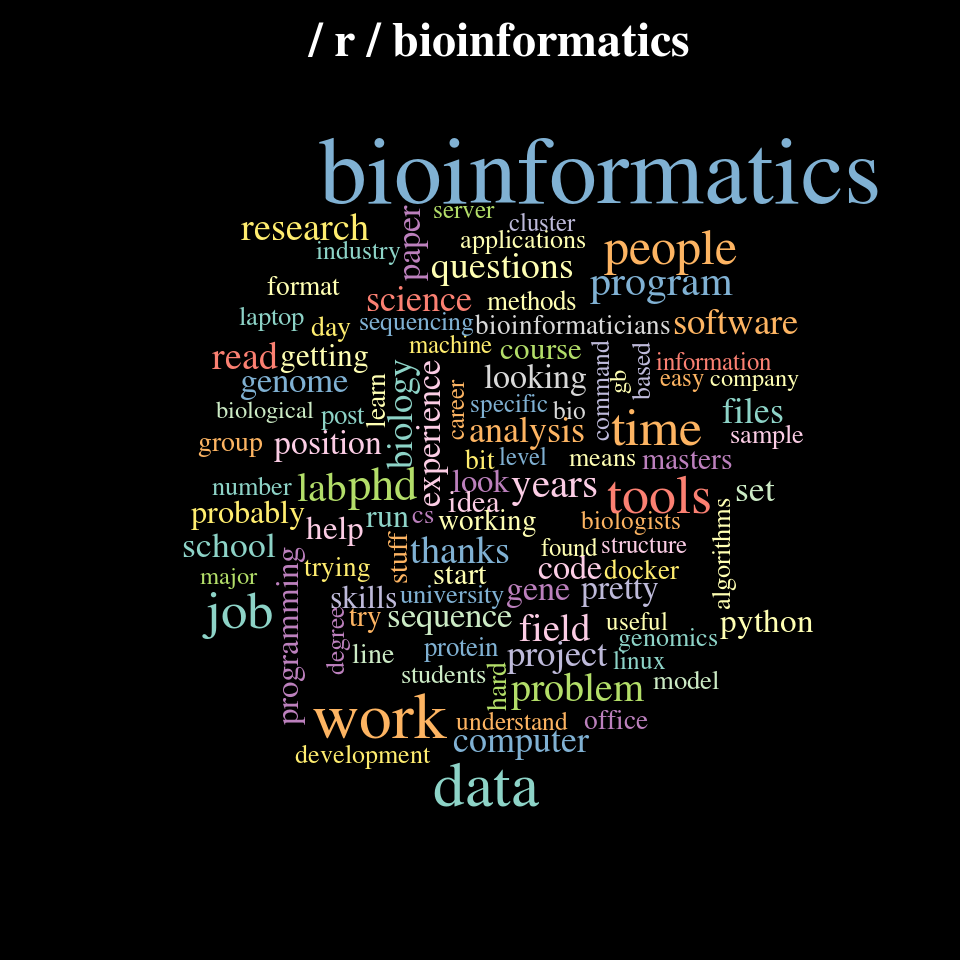 / r / bioinformatics
bioinformatics
server
research
paper
cluster
industry
applications
people
questions
program
format
science
methods
laptop
day
sequencing
bioinformaticians
software
machine
course
read
getting
command
based
information
genome
learn
biology
experience
career
looking
gb
easy
company
biological
post
specific
bio
files
group
position
analysis
time
sample
bit
level
means
masters
number
lab
phd
look
years
tools
set
idea.
probably
help
run
cs
working
biologists
algorithms
school
stuff
thanks
found
structure
major
trying
start
code
docker
programming
skills
university
gene
pretty
job
degree
try
sequence
field
useful
python
line
protein
project
genomics
linux
students
hard
problem
model
work
understand
office
development
computer
data